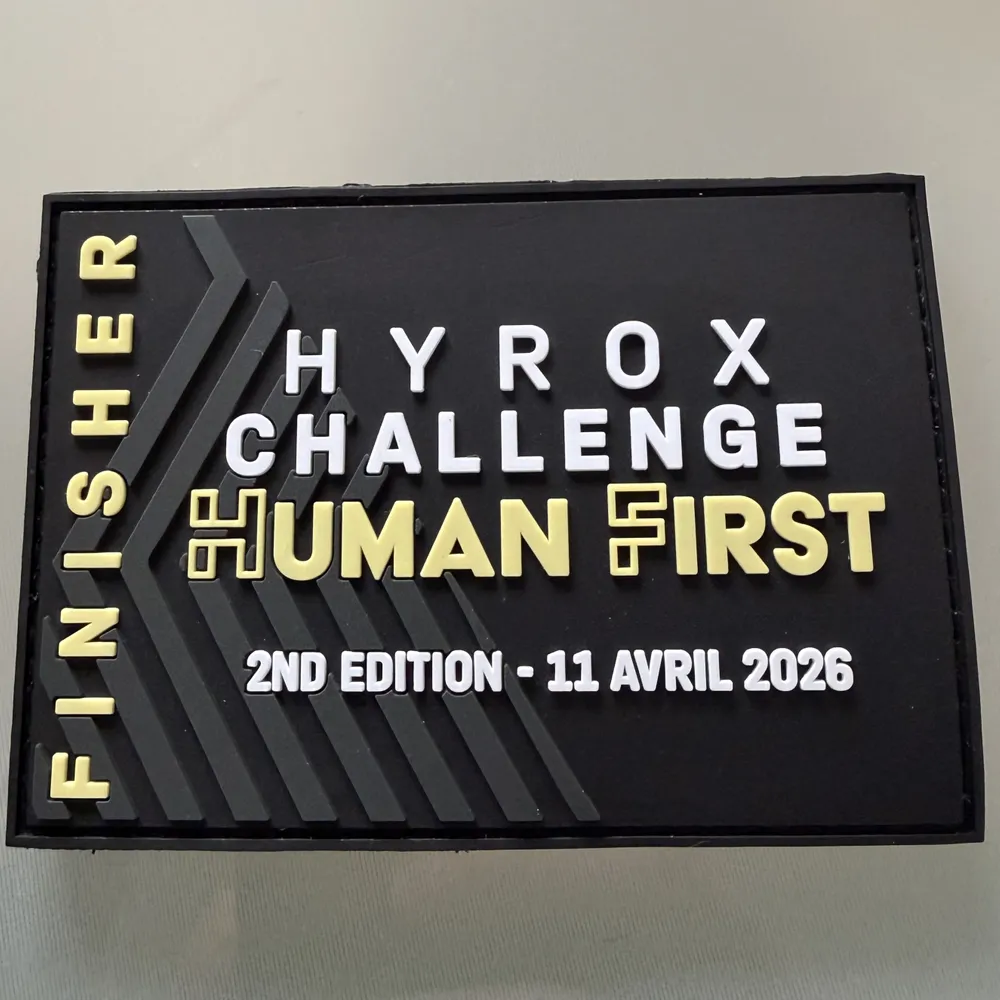 FINISHER
HYROX
CHALLENGE
HUMAN FIRST
2ND EDITION - 11 AVRIL 2026